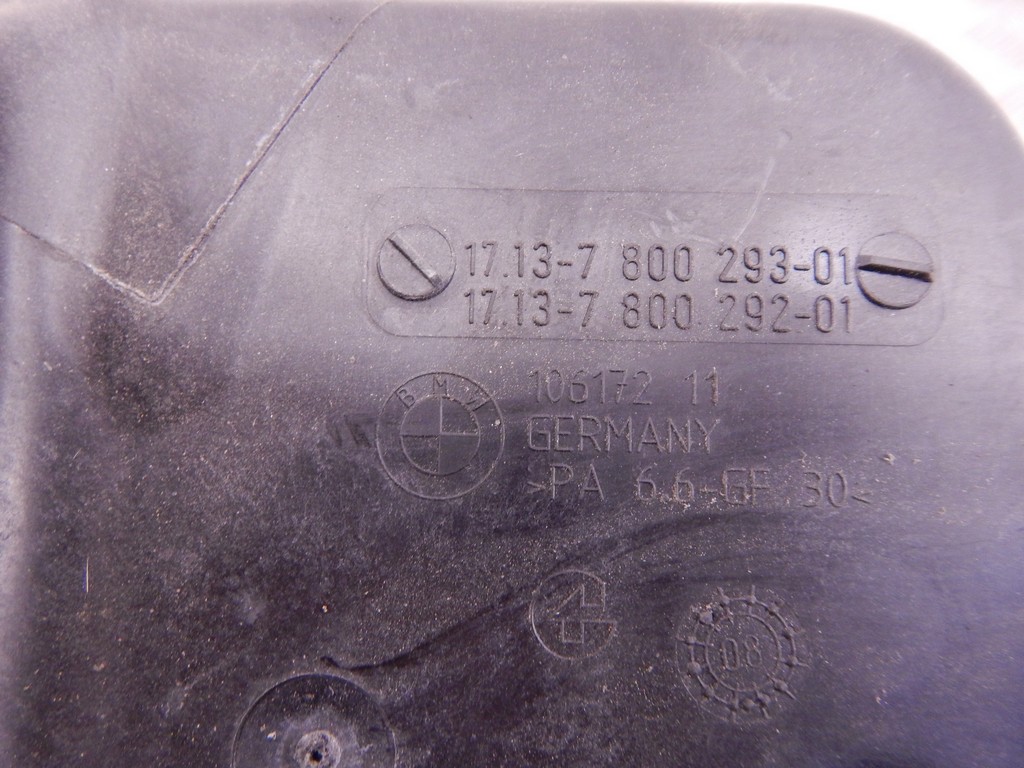 17.13-7 800 293-01
17.13-7 800 292-01
BMW
106172 11
GERMANY
>PA 6.6-GF 30<
08